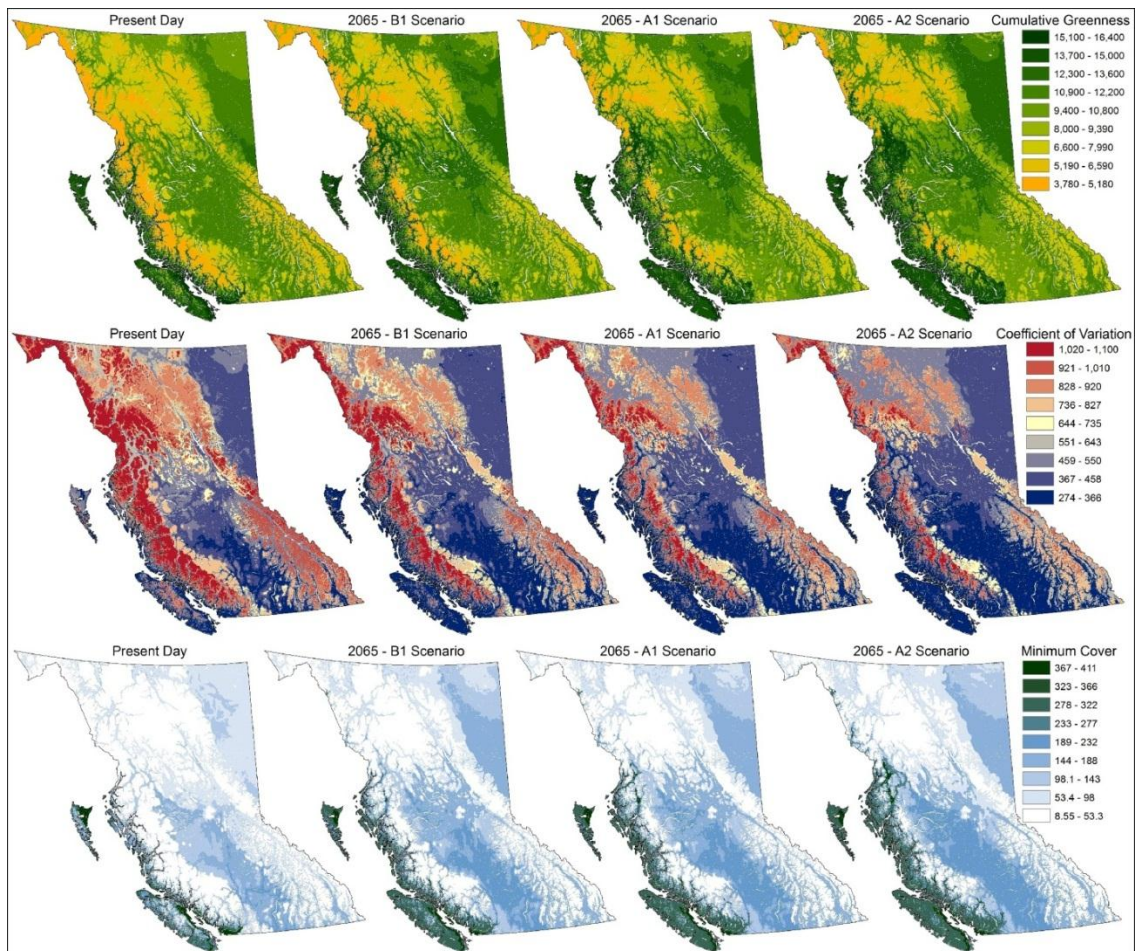 Present Day
2065 - B1 Scenario
2065 - A1 Scenario
2065 - A2 Scenario
Cumulative Greenness
15,100 - 16,400
13,700 - 15,000
12,300 - 13,600
10,900 - 12,200
9,400 - 10,800
8,000 - 9,390
6,600 - 7,990
5,190 - 6,590
3,780 - 5,180
Present Day
2065 - B1 Scenario
2065 - A1 Scenario
2065 - A2 Scenario
Coefficient of Variation
1,020 - 1,100
921 - 1,010
828 - 920
736 - 827
644 - 735
551 - 643
459 - 550
367 - 458
274 - 366
Present Day
2065 - B1 Scenario
2065 - A1 Scenario
2065 - A2 Scenario
Minimum Cover
367 - 411
323 - 366
278 - 322
233 - 277
189 - 232
144 - 188
98.1 - 143
53.4 - 98
8.55 - 53.3